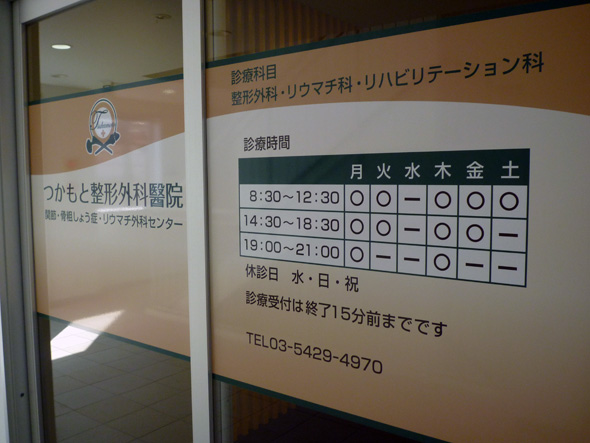 つかもと整形外科醫院
関節・骨粗しょう症・リウマチ外科センター
診療科目
整形外科・リウマチ科・リハビリテーション科
診療時間
月 火 水 木 金 土
8:30〜12:30 ○ ○ ー ○ ○ ○
14:30〜18:30 ○ ○ ー ○ ○ ー
19:00〜21:00 ○ ー ー ○ ー ー
休診日 水・日・祝
診療受付は終了15分前までです
TEL03-5429-4970